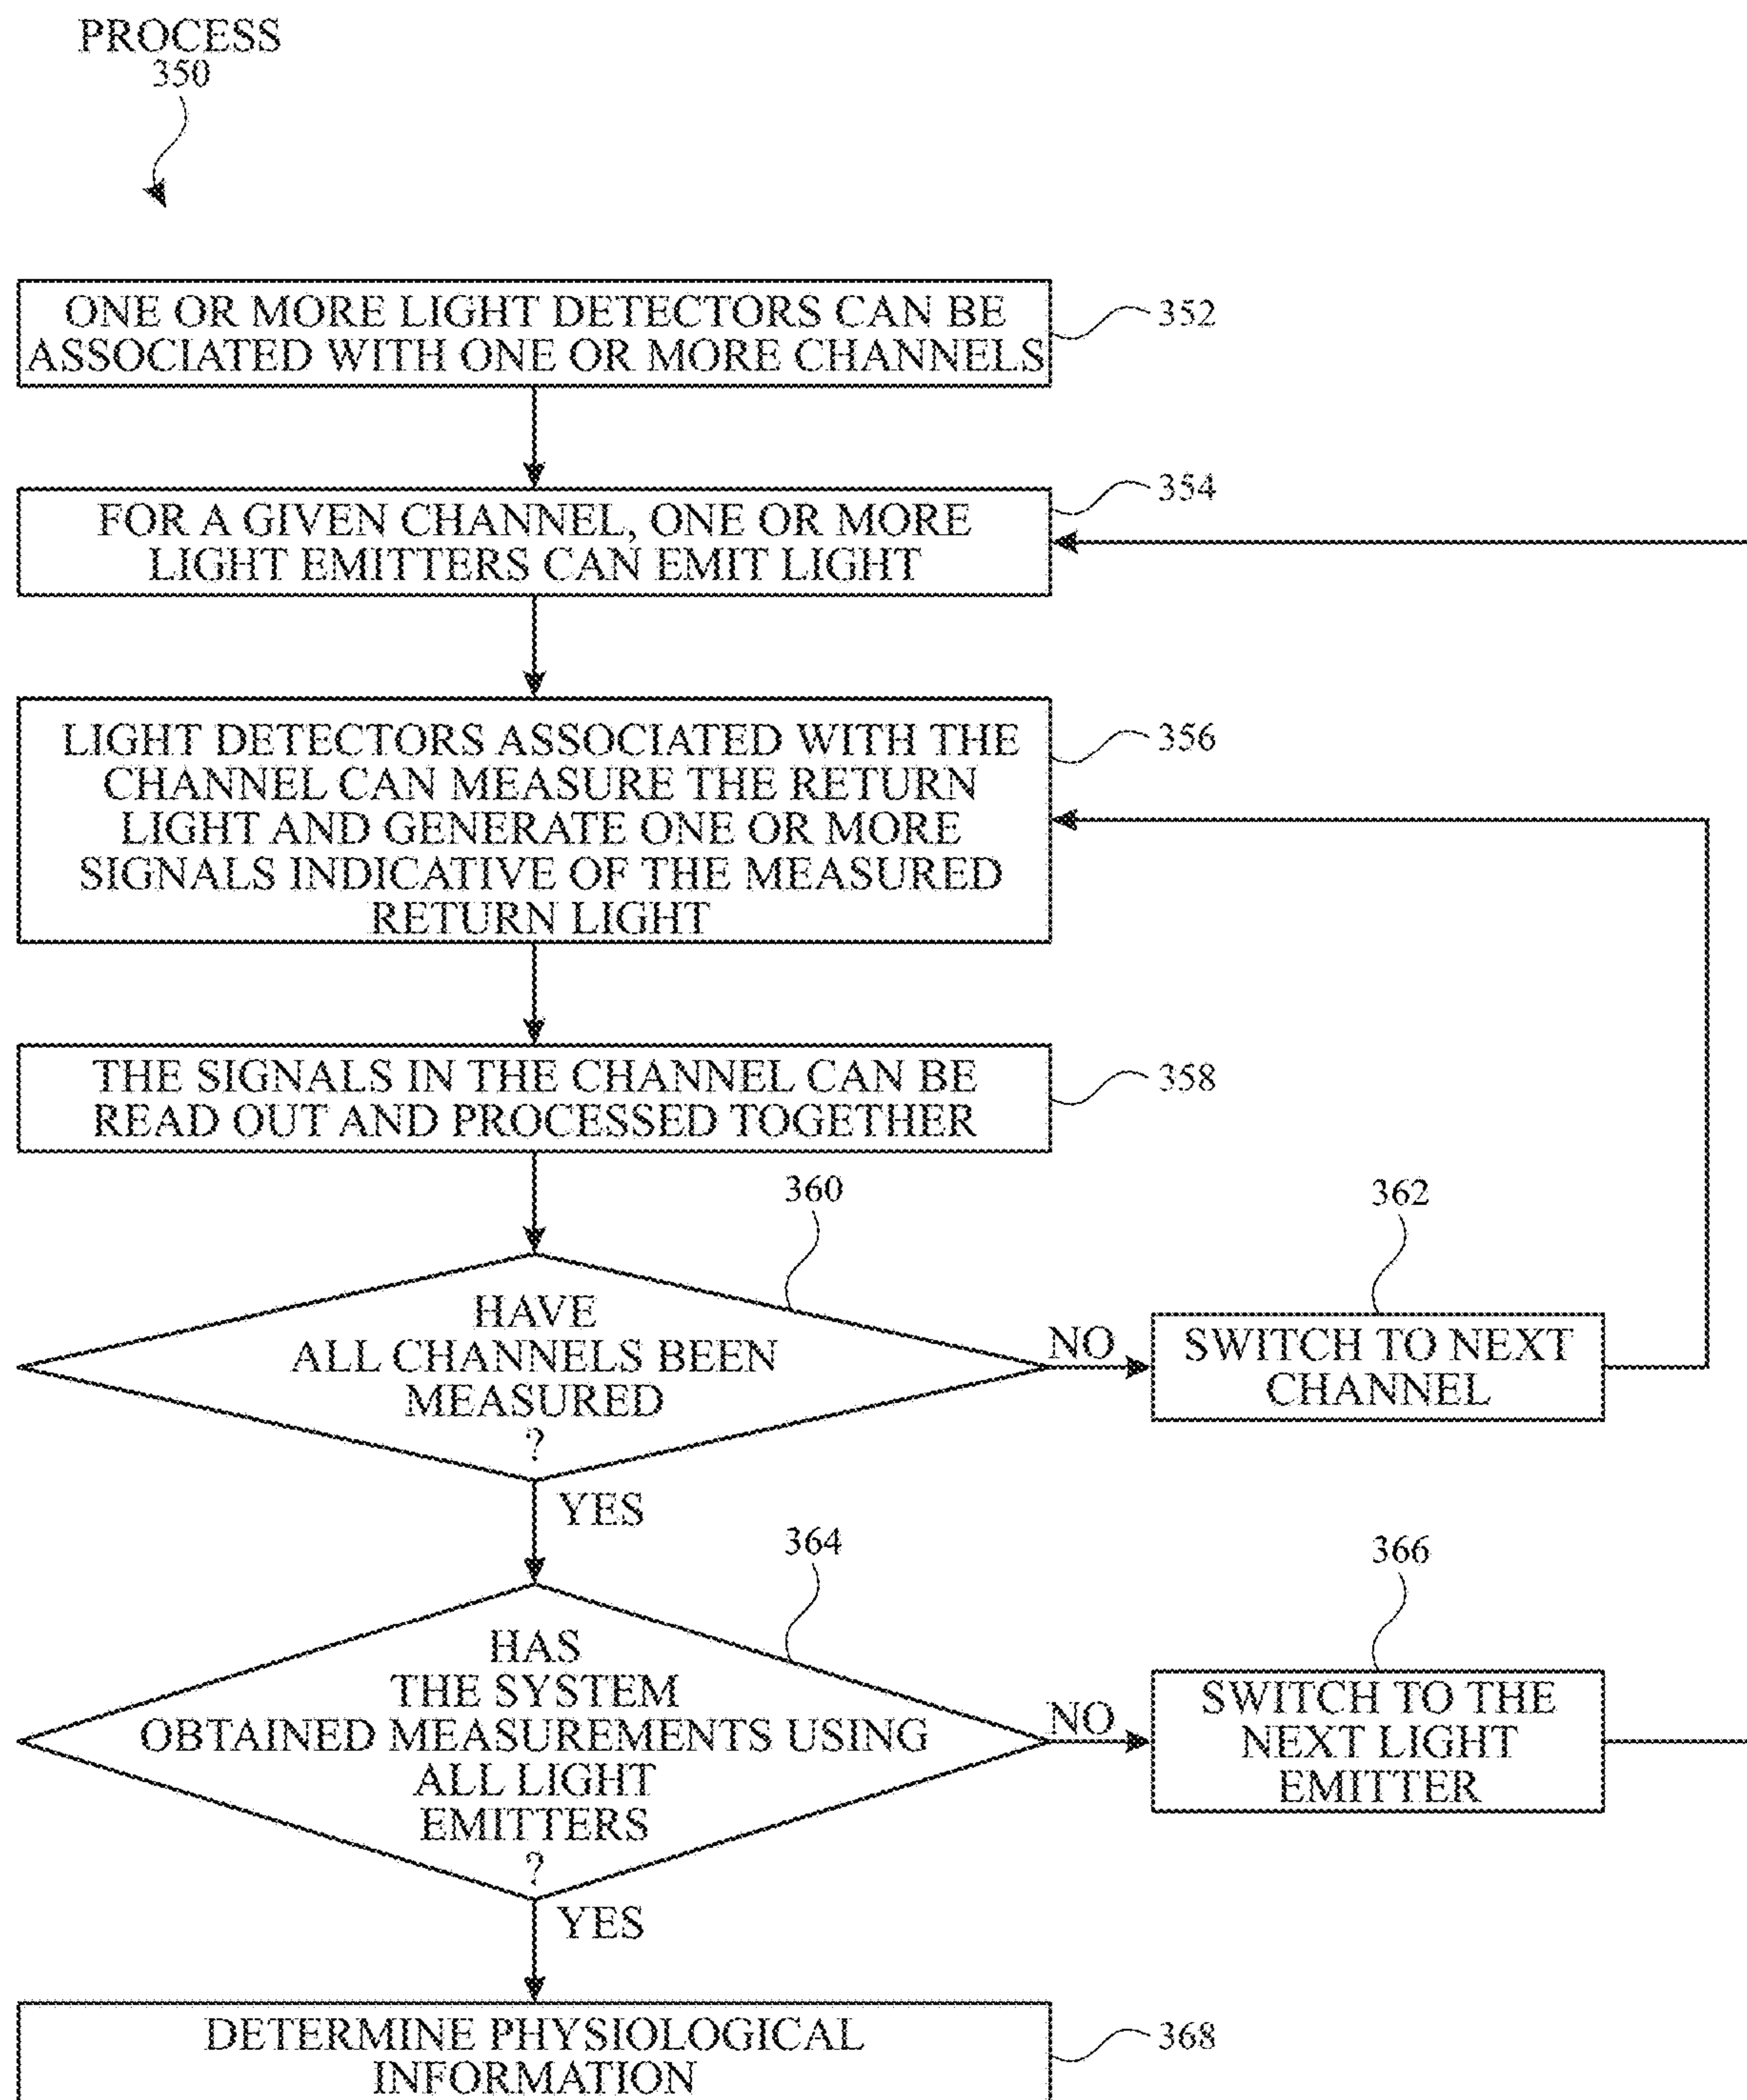 PROCESS
350
ONE OR MORE LIGHT DETECTORS CAN BE
ASSOCIATED WITH ONE OR MORE CHANNELS
352
FOR A GIVEN CHANNEL, ONE OR MORE
LIGHT EMITTERS CAN EMIT LIGHT
354
LIGHT DETECTORS ASSOCIATED WITH THE
CHANNEL CAN MEASURE THE RETURN
LIGHT AND GENERATE ONE OR MORE
SIGNALS INDICATIVE OF THE MEASURED
RETURN LIGHT
356
THE SIGNALS IN THE CHANNEL CAN BE
READ OUT AND PROCESSED TOGETHER
358
HAVE
ALL CHANNELS BEEN
MEASURED
?
360
NO
SWITCH TO NEXT
CHANNEL
362
YES
HAS
THE SYSTEM
OBTAINED MEASUREMENTS USING
ALL LIGHT
EMITTERS
?
364
NO
SWITCH TO THE
NEXT LIGHT
EMITTER
366
YES
DETERMINE PHYSIOLOGICAL
INFORMATION
368